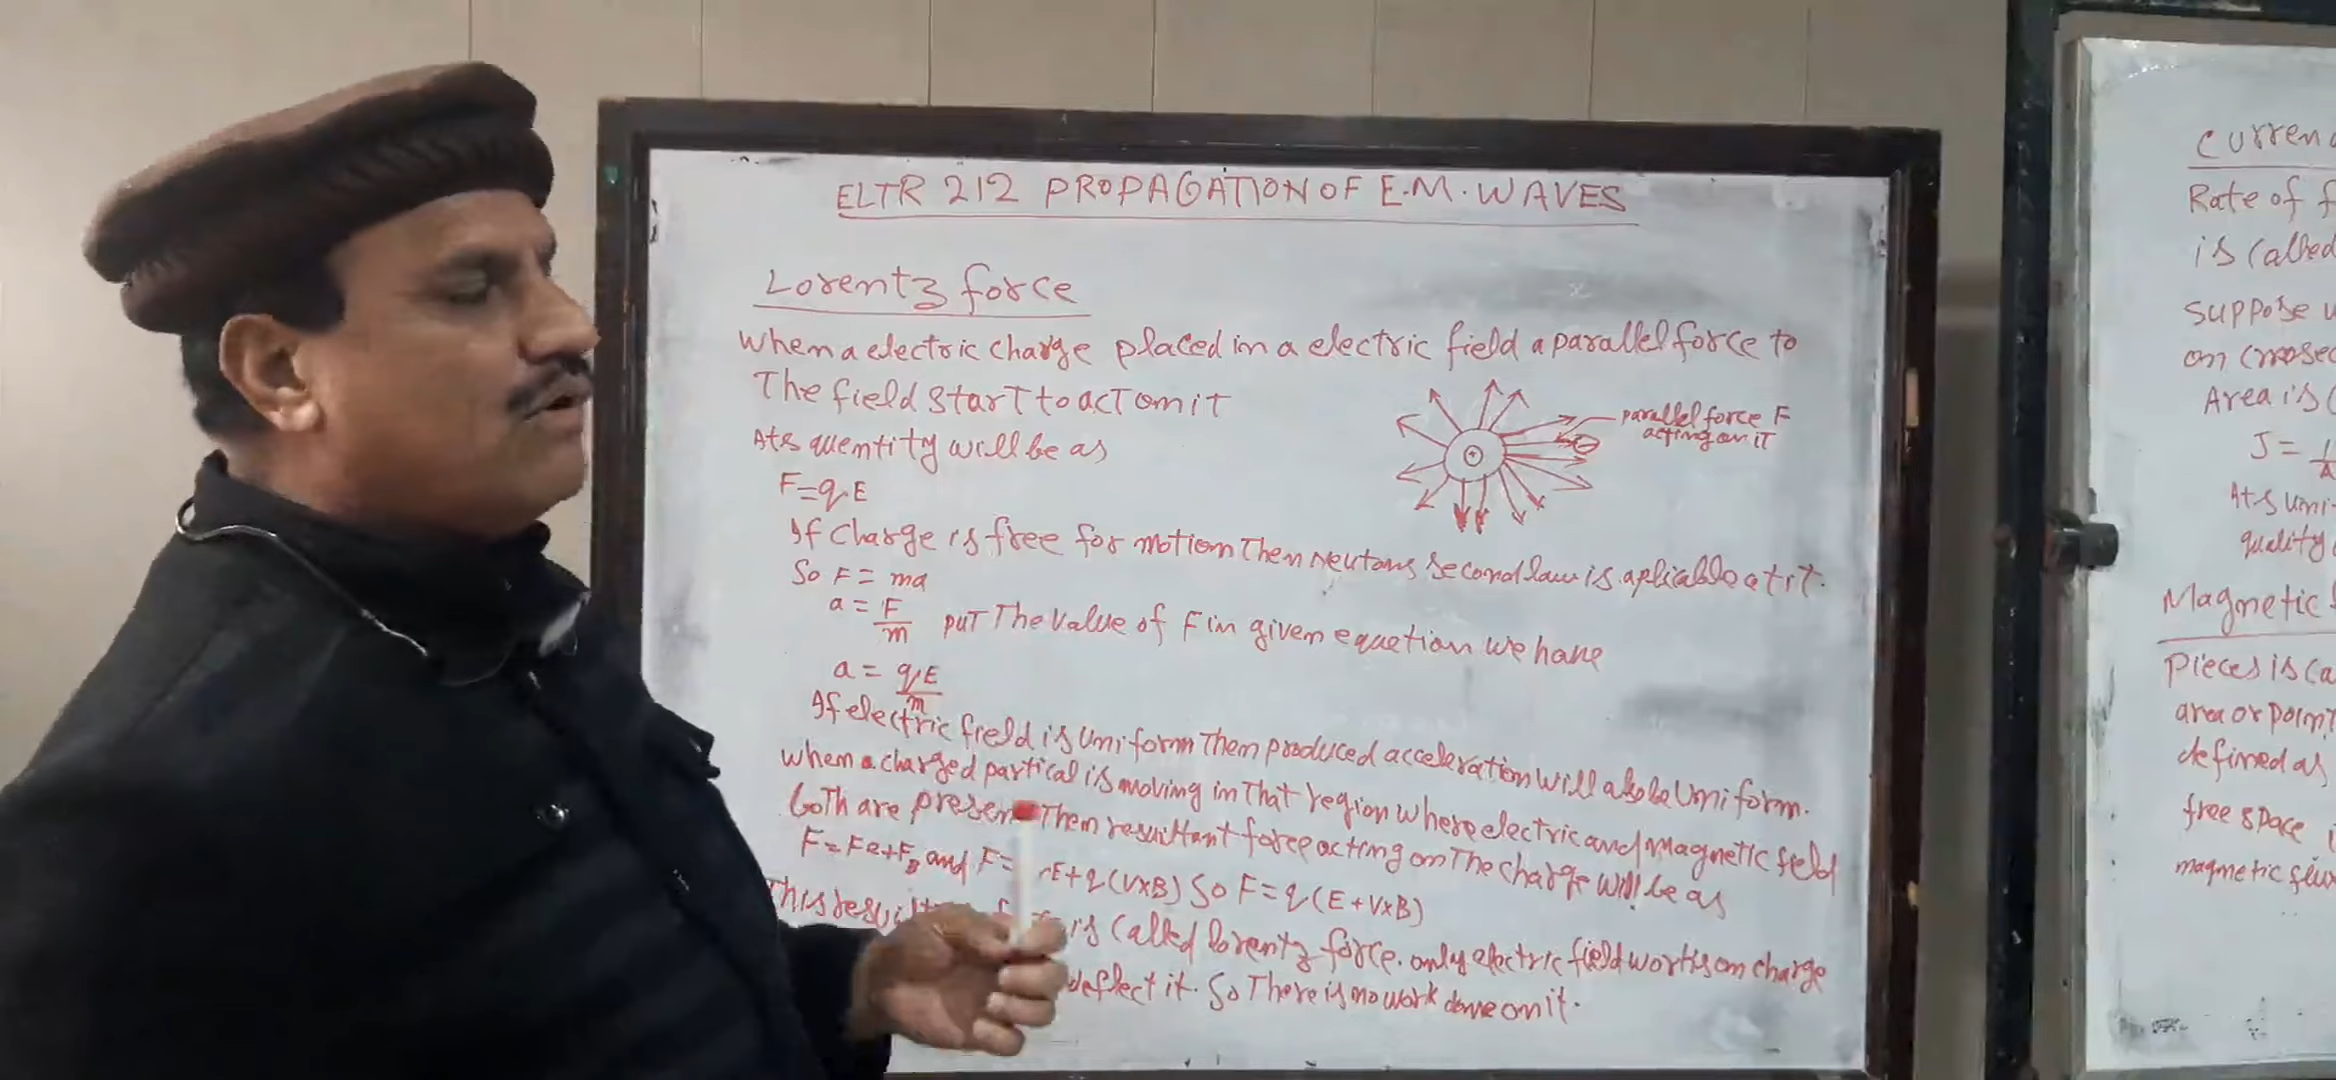 ELTR 212 PROPAGATION OF E.M. WAVES
Lorentz force
When a electric charge placed in a electric field a parallel force to
The field start to act on it
Its quentity will be as
F=q.E
parallel force F
acting on it
If Charge is free for motion Then Neutons second law is apliable at it.
So F = ma
a = F/m put The value of F in given equetion we have
a = qE/m
If electric field is uniform Then produced acceleration will also be Uniform.
when a charged partical is moving in That region where electric and magnetic field
both are presen Then resultant force acting on The charge will be as
F = Fe+FB and F= E+q(VxB) So F = q(E+VxB)
This is Called Lorentz force. only electric field works on charge
deflect it. So There is no work done on it.
Curren
Rate of f
is called
Suppose u
on crossec
Area is
J = 1/A
Its uni
quality
Magnetic
Pieces is ca
area or point
defined as
free space i
magnetic flux